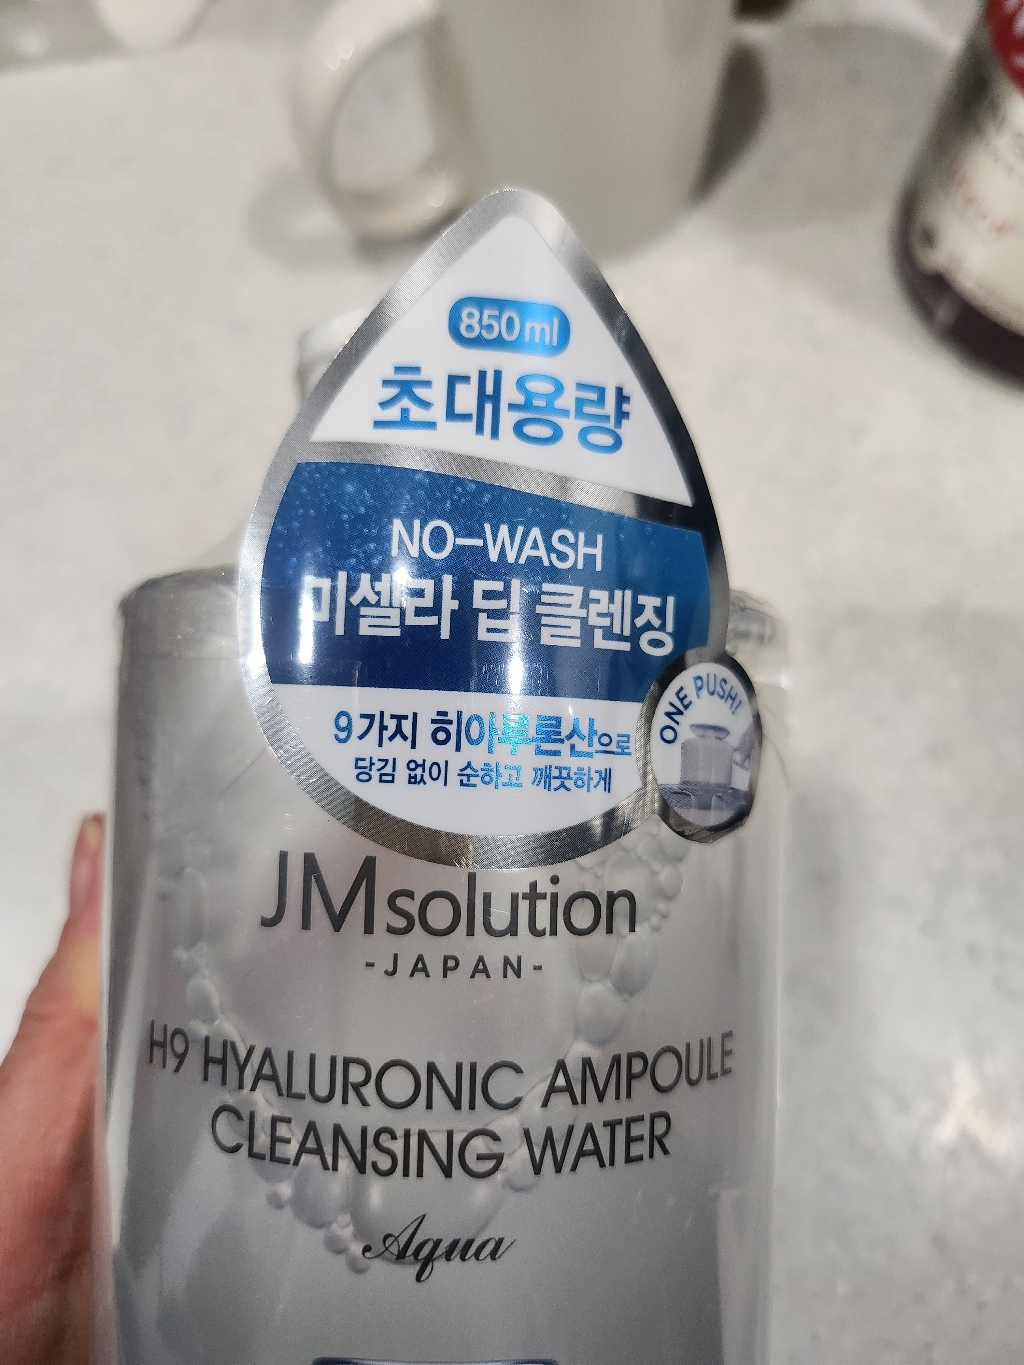 850ml
초대용량
NO-WASH
미셀라 딥 클렌징
9가지 히아루론산으로
당김 없이 순하고 깨끗하게
ONE PUSH!
JMsolution
-JAPAN-
H9 HYALURONIC AMPOULE
CLEANSING WATER
Aqua